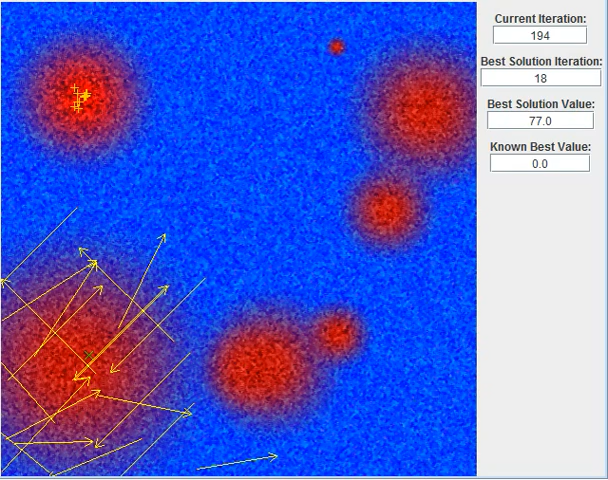 Current Iteration:
194
Best Solution Iteration:
18
Best Solution Value:
77.0
Known Best Value:
0.0